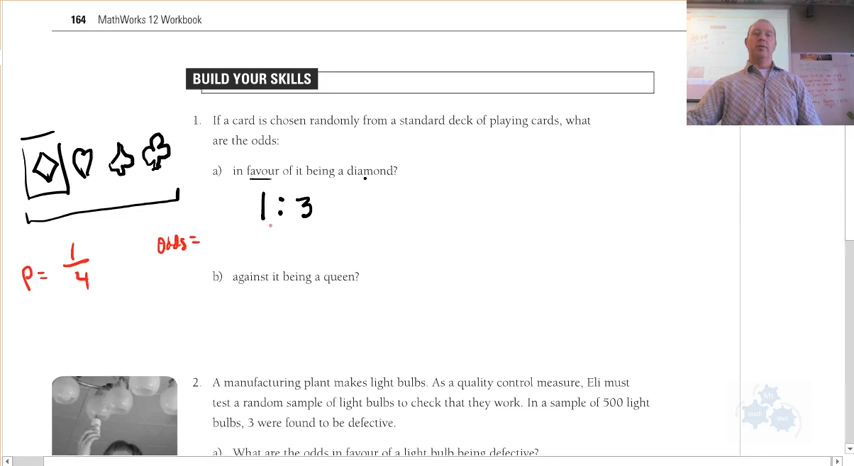 164 MathWorks 12 Workbook
BUILD YOUR SKILLS
1. If a card is chosen randomly from a standard deck of playing cards, what
are the odds:
a) in favour of it being a diamond?
1 : 3
P = 1/4
odds =
b) against it being a queen?
2. A manufacturing plant makes light bulbs. As a quality control measure, Eli must
test a random sample of light bulbs to check that they work. In a sample of 500 light
bulbs, 3 were found to be defective.
a) What are the odds in favour of a light bulb being defective?